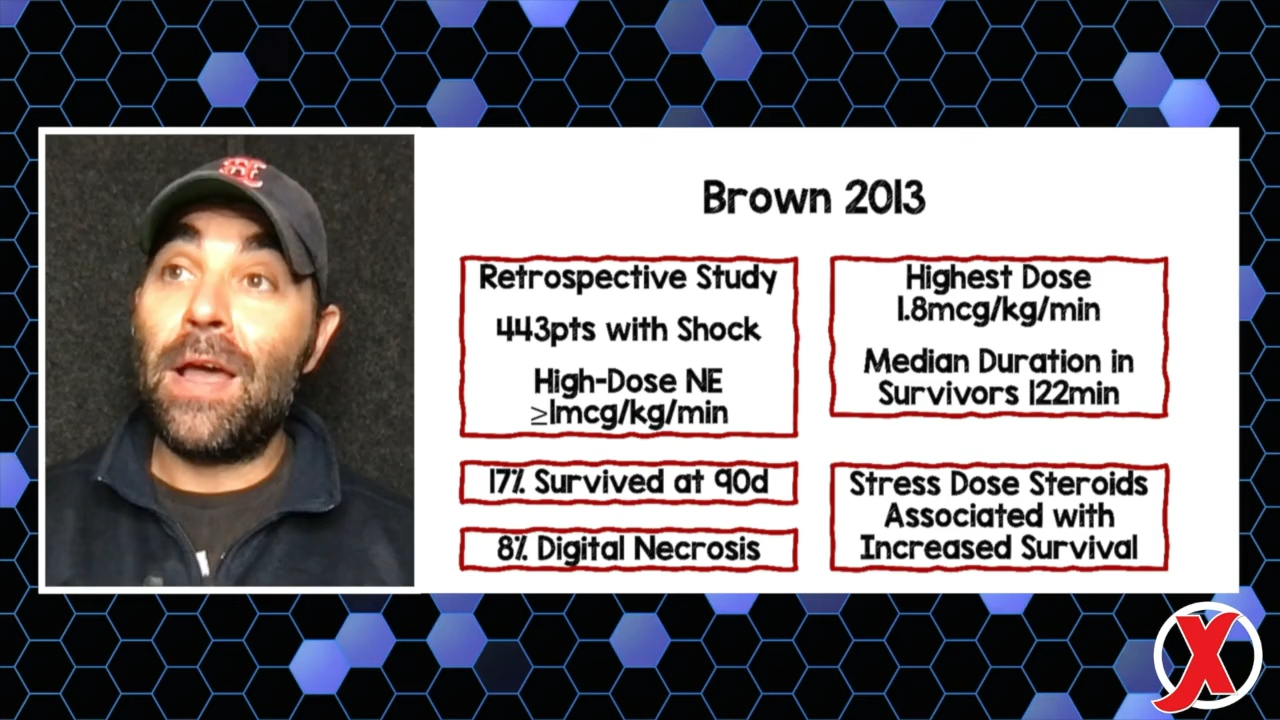 Brown 2013
Retrospective Study
443pts with Shock
High-Dose NE
≥1mcg/kg/min
17% Survived at 90d
8% Digital Necrosis
Highest Dose
1.8mcg/kg/min
Median Duration in
Survivors 122min
Stress Dose Steroids
Associated with
Increased Survival